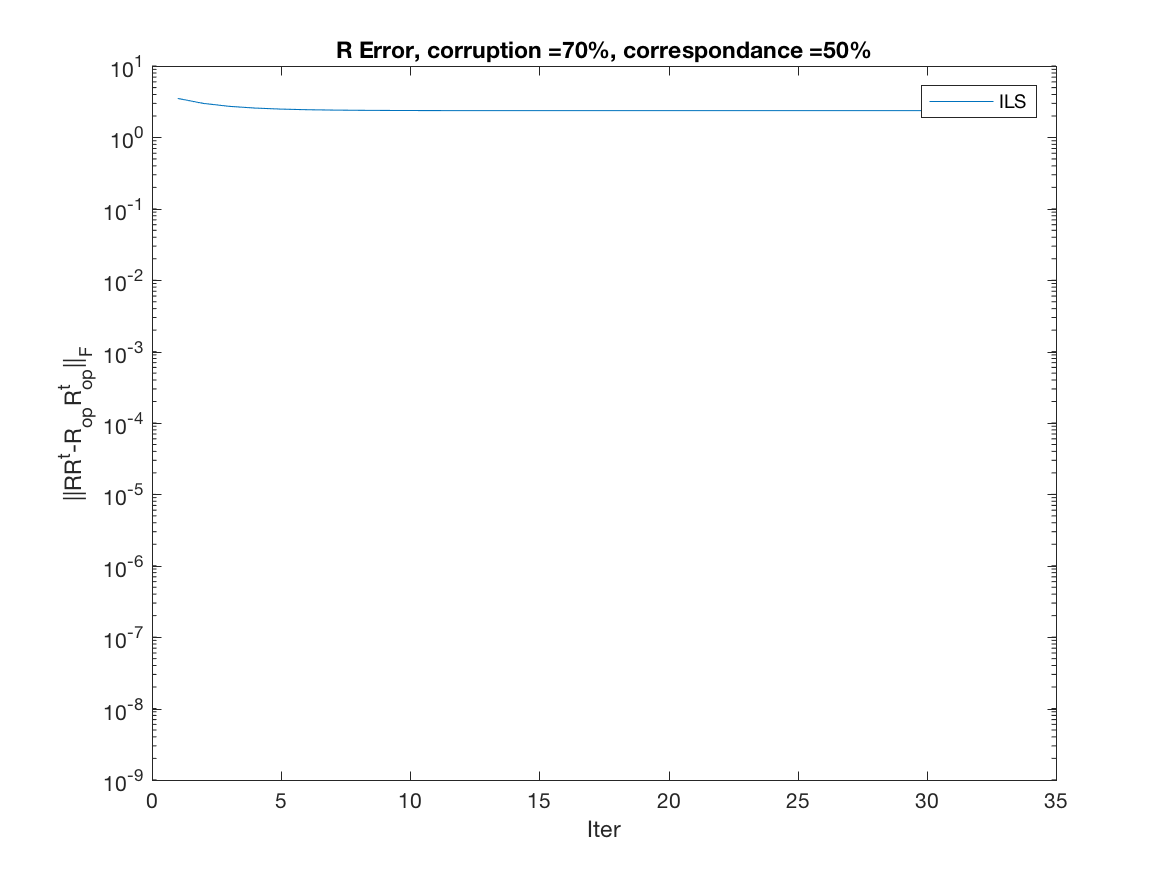 R Error, corruption =70%, correspondance =50%
ILS
10^1
10^0
10^-1
10^-2
10^-3
10^-4
10^-5
10^-6
10^-7
10^-8
10^-9
||RR^t-R_op R^t_op||_F
0 5 10 15 20 25 30 35
Iter